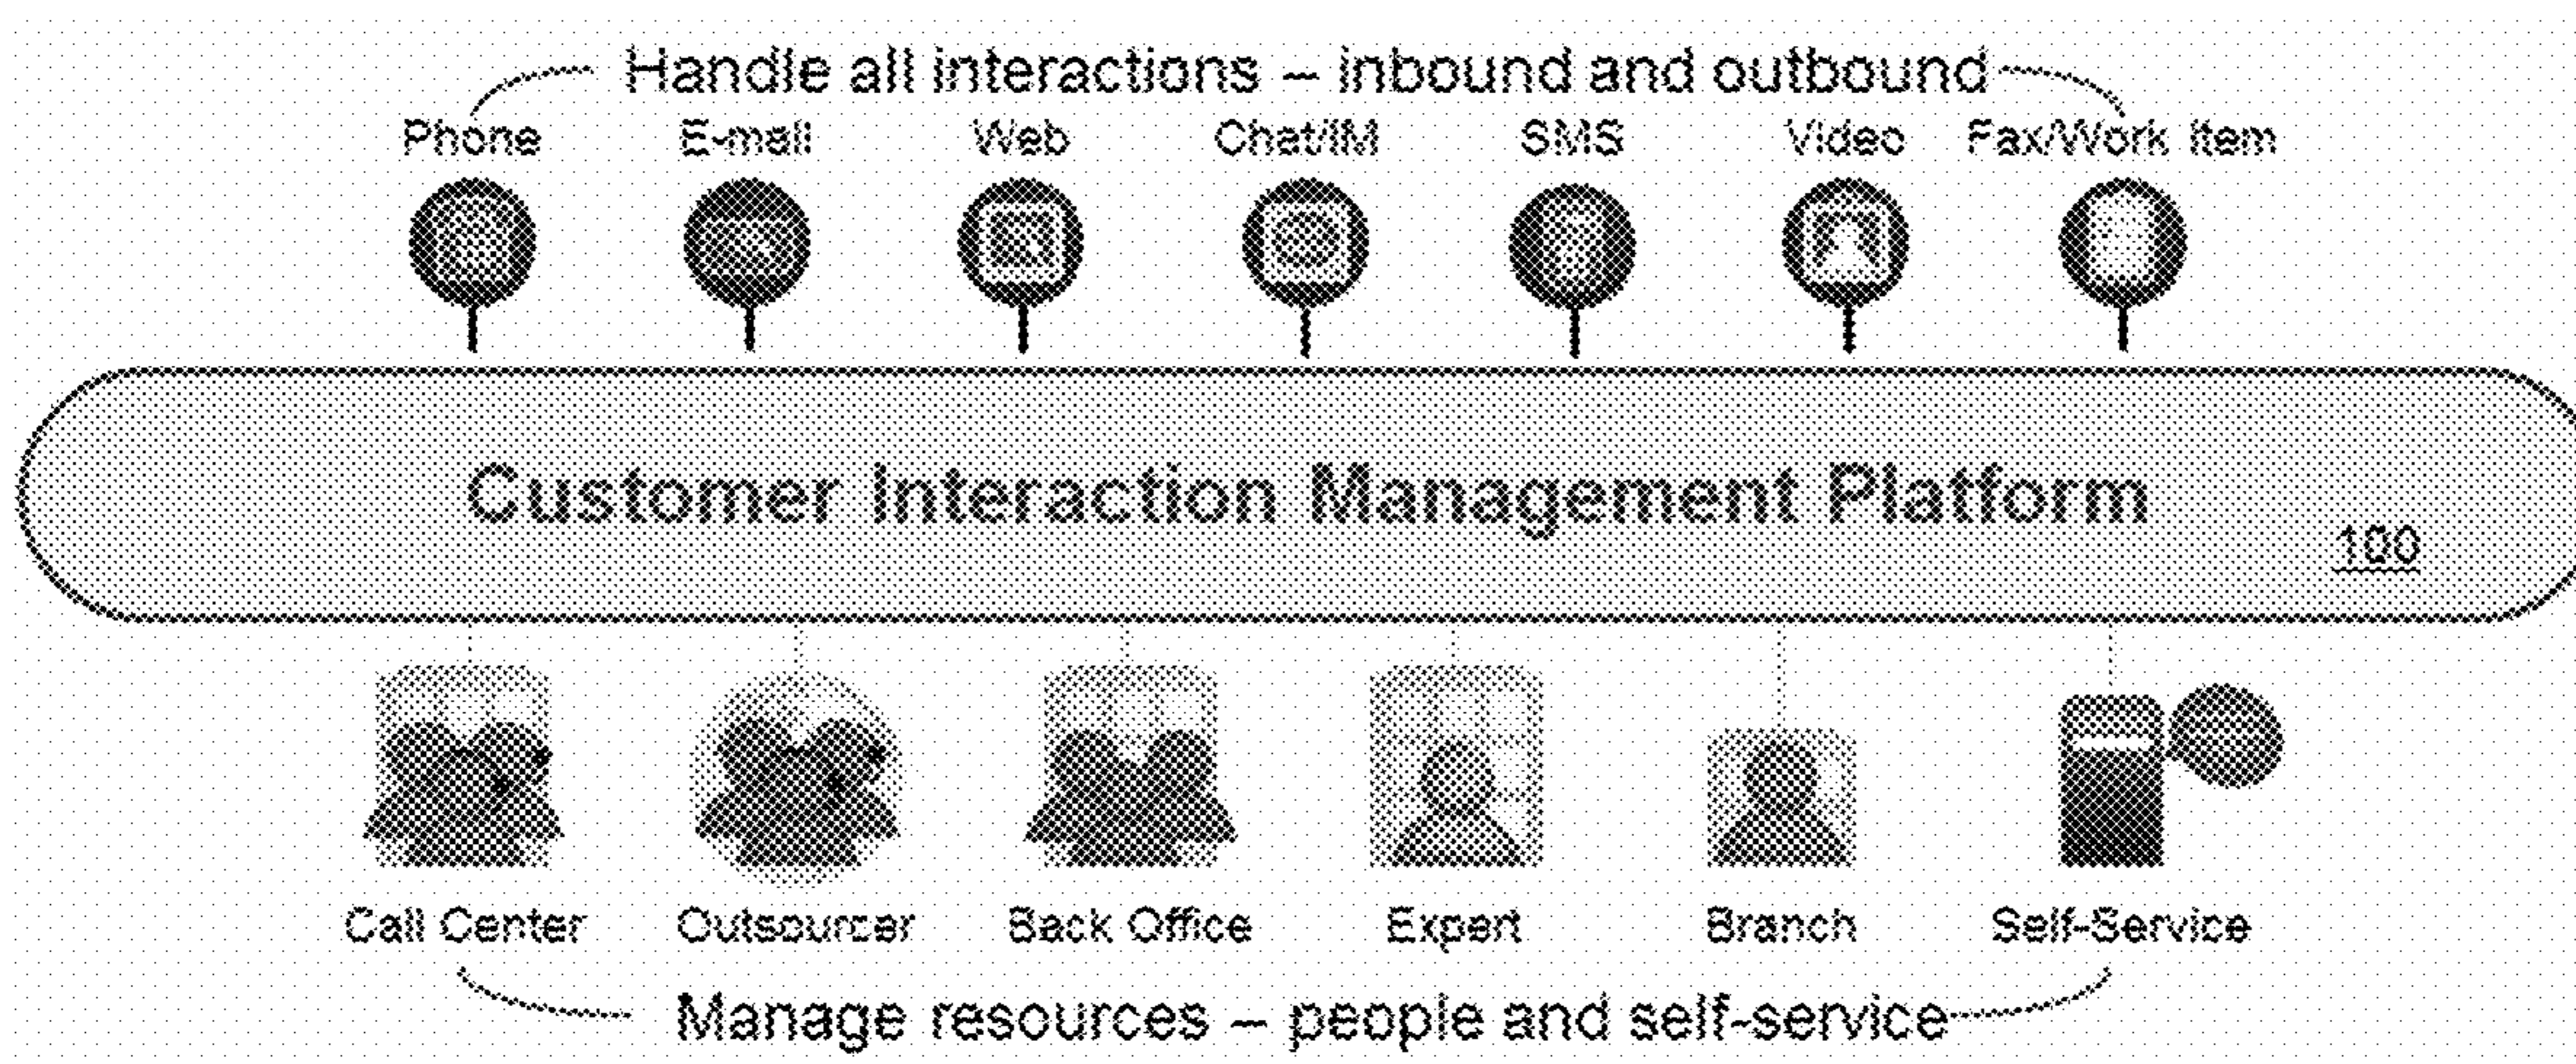 Handle all interactions – inbound and outbound
Phone E-mail Web Chat/IM SMS Video Fax/Work Item
Customer Interaction Management Platform
100
Call Center Outsourcer Back Office Expert Branch Self-Service
Manage resources – people and self-service